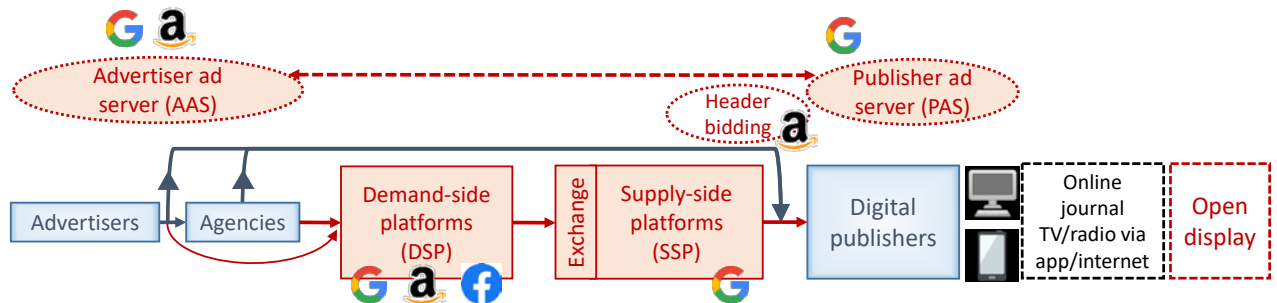 Advertiser ad
server (AAS)
Publisher ad
server (PAS)
Header
bidding
Advertisers
Agencies
Demand-side
platforms
(DSP)
Exchange
Supply-side
platforms
(SSP)
Digital
publishers
Online
journal
TV/radio via
app/internet
Open
display